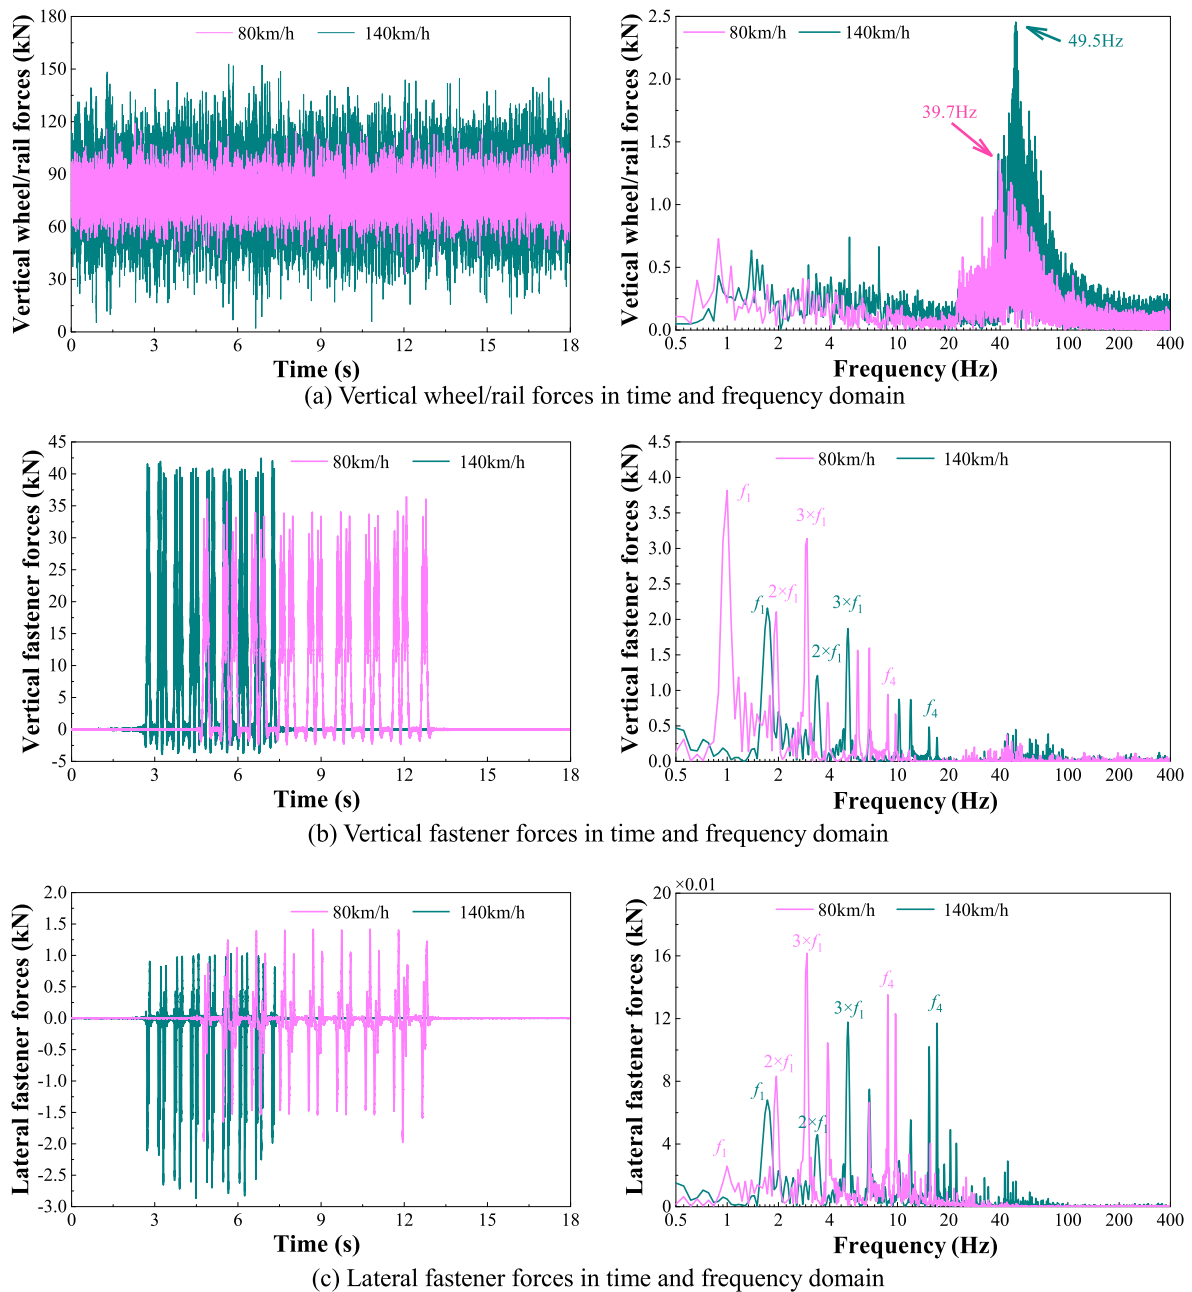 Vertical wheel/rail forces (kN)
180
150
120
90
60
30
0
80km/h
140km/h
0
3
6
9
12
15
18
Time (s)
Vetical wheel/rail forces (kN)
2.5
2.0
1.5
1.0
0.5
0.0
80km/h
140km/h
49.5Hz
39.7Hz
0.5
1
2
4
10
20
40
100
200
400
Frequency (Hz)
(a) Vertical wheel/rail forces in time and frequency domain
Vertical fastener forces (kN)
45
40
35
30
25
20
15
10
5
0
-5
80km/h
140km/h
0
3
6
9
12
15
18
Time (s)
Vertical fastener forces (kN)
4.5
4.0
3.5
3.0
2.5
2.0
1.5
1.0
0.5
0.0
80km/h
140km/h
f1
3×f1
f1
2×f1
3×f1
2×f1
f4
f4
0.5
1
2
4
10
20
40
100
200
400
Frequency (Hz)
(b) Vertical fastener forces in time and frequency domain
Lateral fastener forces (kN)
2.0
1.5
1.0
0.5
0.0
-0.5
-1.0
-1.5
-2.0
-2.5
-3.0
80km/h
140km/h
0
3
6
9
12
15
18
Time (s)
Lateral fastener forces (kN)
×0.01
20
16
12
8
4
0
80km/h
140km/h
3×f1
f4
3×f1
f4
2×f1
f1
2×f1
f1
0.5
1
2
4
10
20
40
100
200
400
Frequency (Hz)
(c) Lateral fastener forces in time and frequency domain